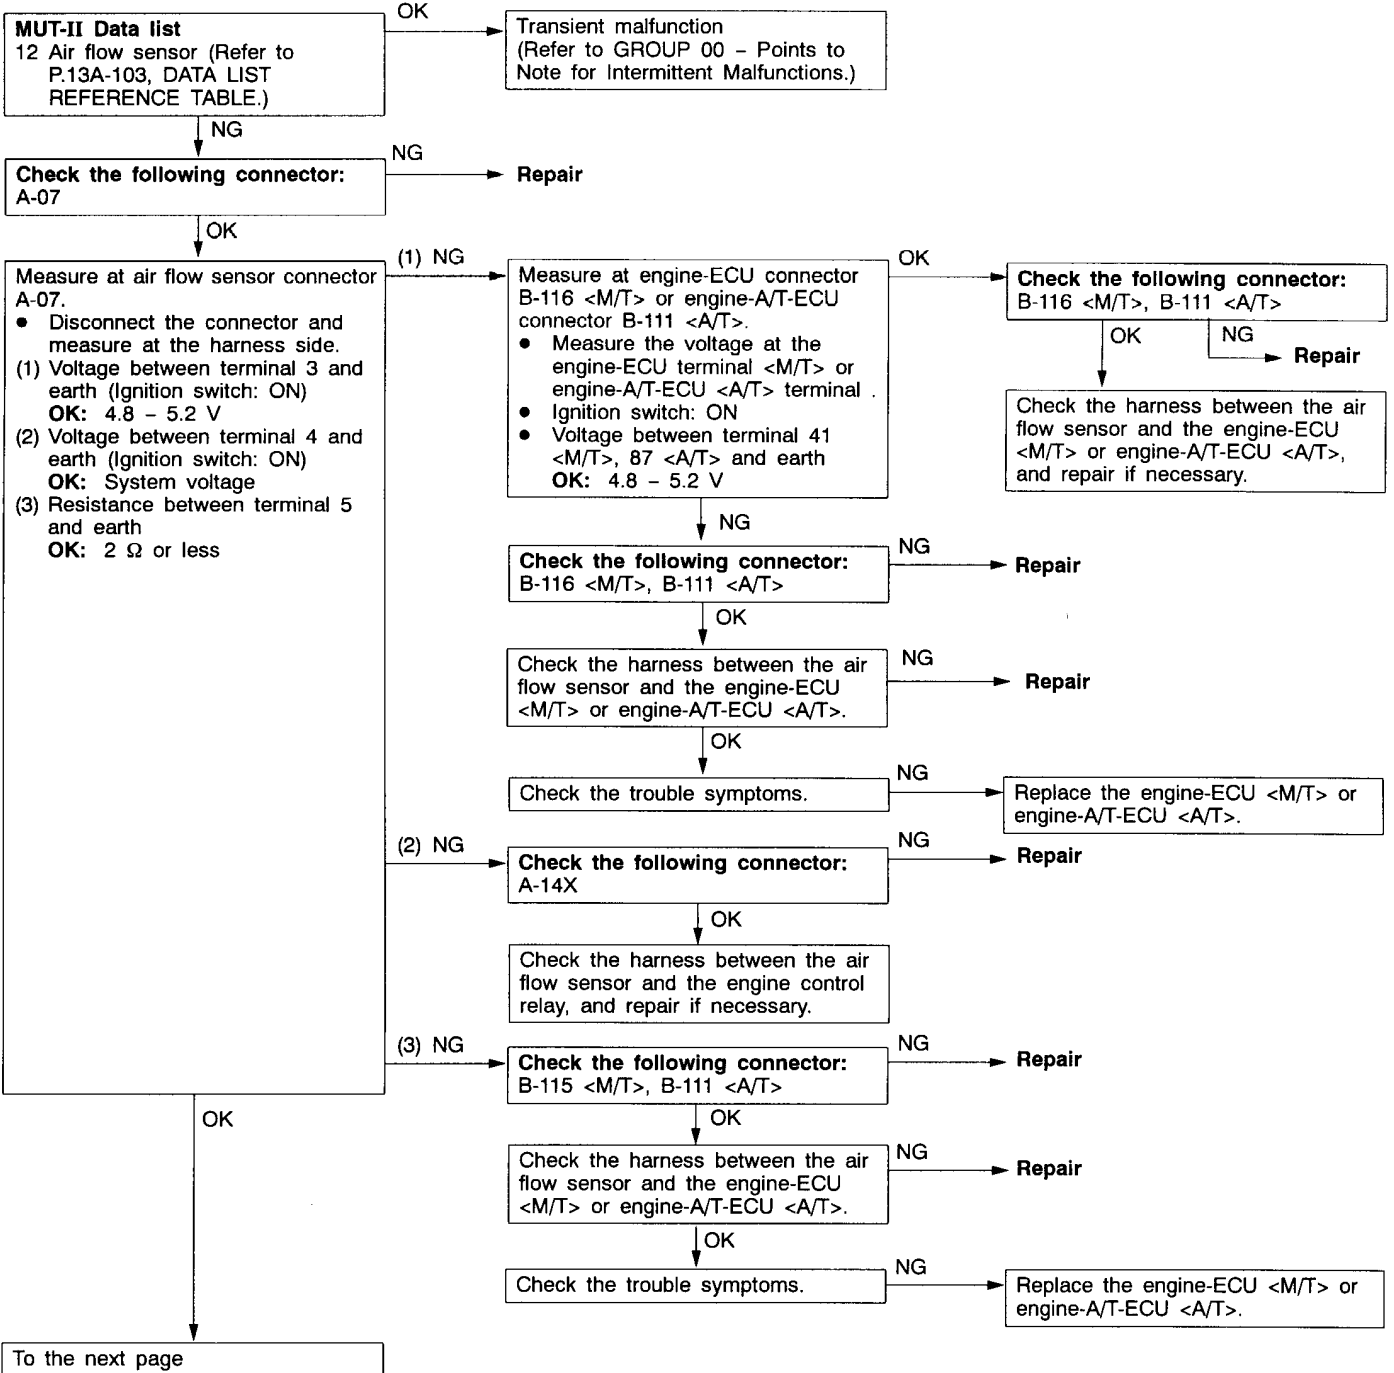 MUT-II Data list
12 Air flow sensor (Refer to
P.13A-103, DATA LIST
REFERENCE TABLE.)
OK
Transient malfunction
(Refer to GROUP 00 – Points to
Note for Intermittent Malfunctions.)
NG
Check the following connector:
A-07
NG
Repair
OK
Measure at air flow sensor connector
A-07.
● Disconnect the connector and
measure at the harness side.
(1) Voltage between terminal 3 and
earth (Ignition switch: ON)
OK: 4.8 – 5.2 V
(2) Voltage between terminal 4 and
earth (Ignition switch: ON)
OK: System voltage
(3) Resistance between terminal 5
and earth
OK: 2 Ω or less
(1) NG
Measure at engine-ECU connector
B-116 <M/T> or engine-A/T-ECU
connector B-111 <A/T>.
● Measure the voltage at the
engine-ECU terminal <M/T> or
engine-A/T-ECU <A/T> terminal .
● Ignition switch: ON
● Voltage between terminal 41
<M/T>, 87 <A/T> and earth
OK: 4.8 – 5.2 V
OK
Check the following connector:
B-116 <M/T>, B-111 <A/T>
OK
NG
Repair
Check the harness between the air
flow sensor and the engine-ECU
<M/T> or engine-A/T-ECU <A/T>,
and repair if necessary.
NG
Check the following connector:
B-116 <M/T>, B-111 <A/T>
NG
Repair
OK
Check the harness between the air
flow sensor and the engine-ECU
<M/T> or engine-A/T-ECU <A/T>.
NG
Repair
OK
Check the trouble symptoms.
NG
Replace the engine-ECU <M/T> or
engine-A/T-ECU <A/T>.
(2) NG
Check the following connector:
A-14X
NG
Repair
OK
Check the harness between the air
flow sensor and the engine control
relay, and repair if necessary.
(3) NG
Check the following connector:
B-115 <M/T>, B-111 <A/T>
NG
Repair
OK
Check the harness between the air
flow sensor and the engine-ECU
<M/T> or engine-A/T-ECU <A/T>.
NG
Repair
OK
Check the trouble symptoms.
NG
Replace the engine-ECU <M/T> or
engine-A/T-ECU <A/T>.
OK
To the next page